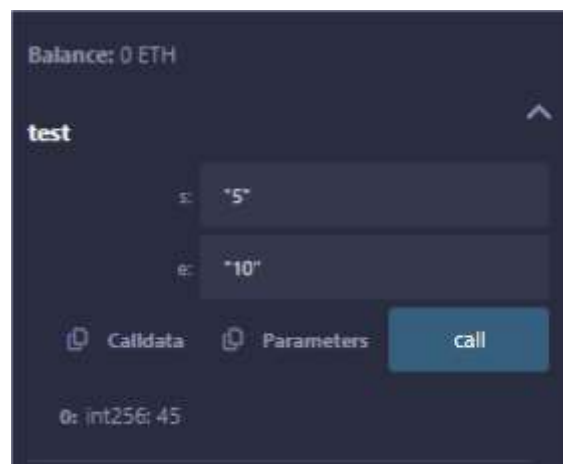 Balance: 0 ETH
test
s: "5"
e: "10"
Calldata Parameters call
0: int256: 45